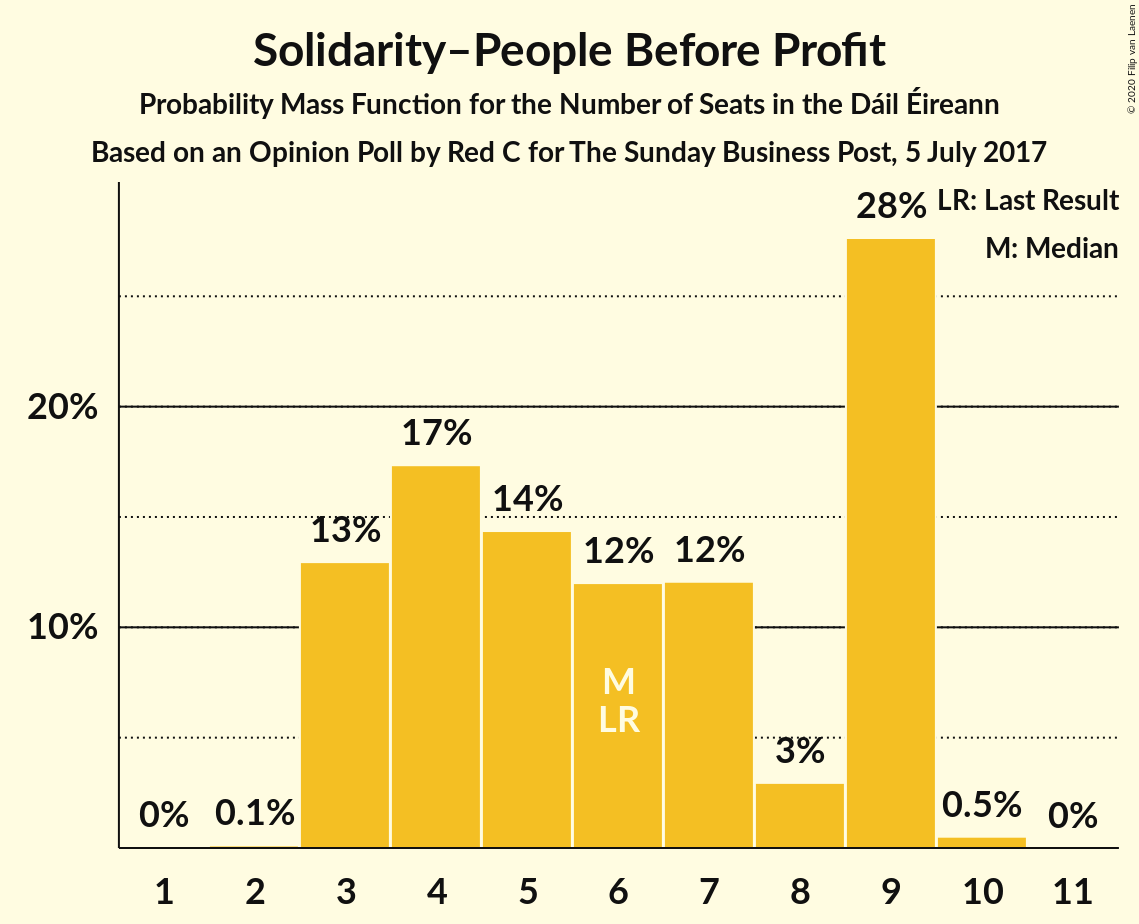 Solidarity–People Before Profit
Probability Mass Function for the Number of Seats in the Dáil Éireann
Based on an Opinion Poll by Red C for The Sunday Business Post, 5 July 2017
© 2020 Filip van Laenen
LR: Last Result
M: Median
28%
20%
17%
14%
13%
12%
12%
10%
M
LR
3%
0%
0.1%
0.5%
0%
1 2 3 4 5 6 7 8 9 10 11